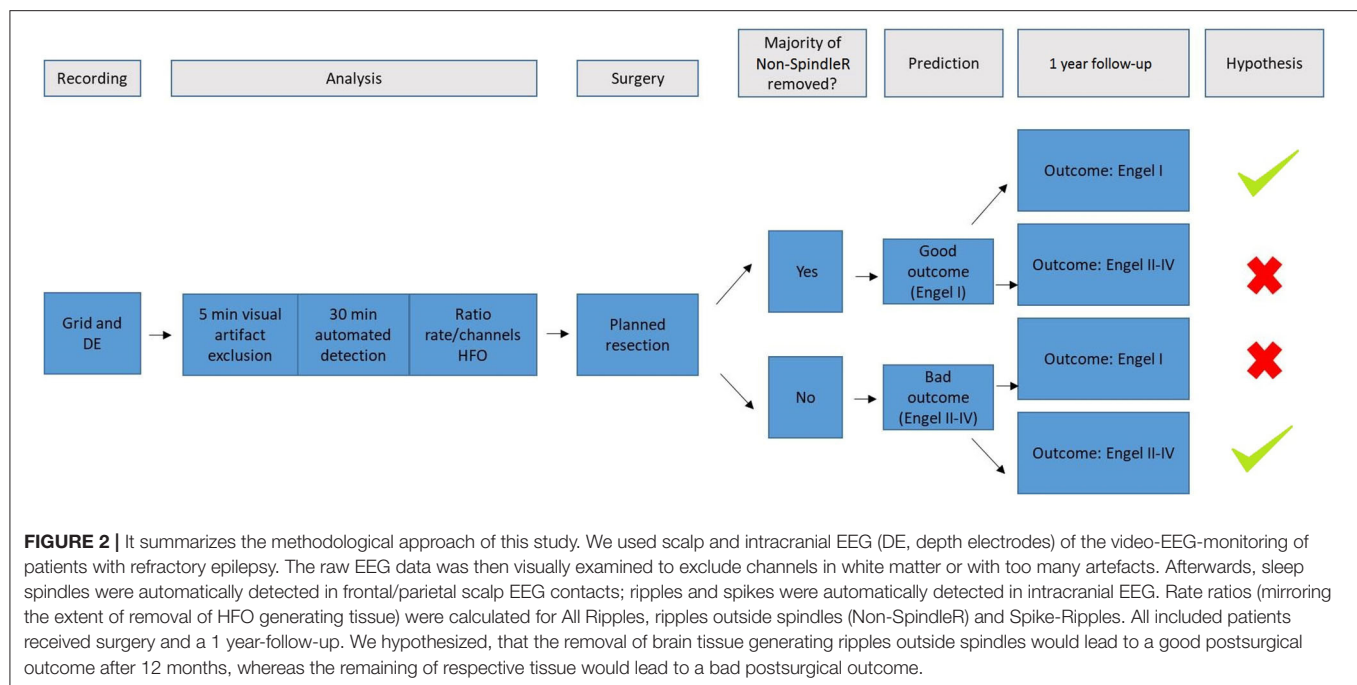 Recording
Analysis
Surgery
Majority of
Non-SpindleR
removed?
Prediction
1 year follow-up
Hypothesis
Grid and
DE
5 min visual
artifact
exclusion
30 min
automated
detection
Ratio
rate/channels
HFO
Planned
resection
Yes
No
Good
outcome
(Engel I)
Bad
outcome
(Engel II-IV)
Outcome: Engel I
Outcome: Engel II-IV
Outcome: Engel I
Outcome: Engel II-IV
FIGURE 2 | It summarizes the methodological approach of this study. We used scalp and intracranial EEG (DE, depth electrodes) of the video-EEG-monitoring of
patients with refractory epilepsy. The raw EEG data was then visually examined to exclude channels in white matter or with too many artefacts. Afterwards, sleep
spindles were automatically detected in frontal/parietal scalp EEG contacts; ripples and spikes were automatically detected in intracranial EEG. Rate ratios (mirroring
the extent of removal of HFO generating tissue) were calculated for All Ripples, ripples outside spindles (Non-SpindleR) and Spike-Ripples. All included patients
received surgery and a 1 year-follow-up. We hypothesized, that the removal of brain tissue generating ripples outside spindles would lead to a good postsurgical
outcome after 12 months, whereas the remaining of respective tissue would lead to a bad postsurgical outcome.